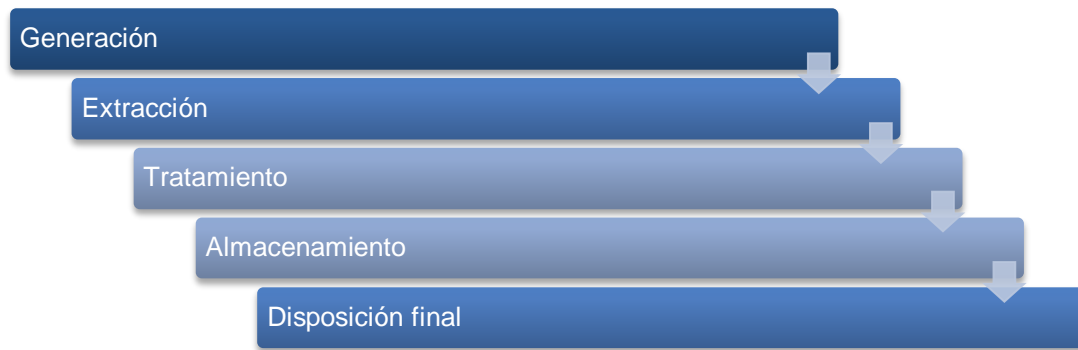 Generación
Extracción
Tratamiento
Almacenamiento
Disposición final